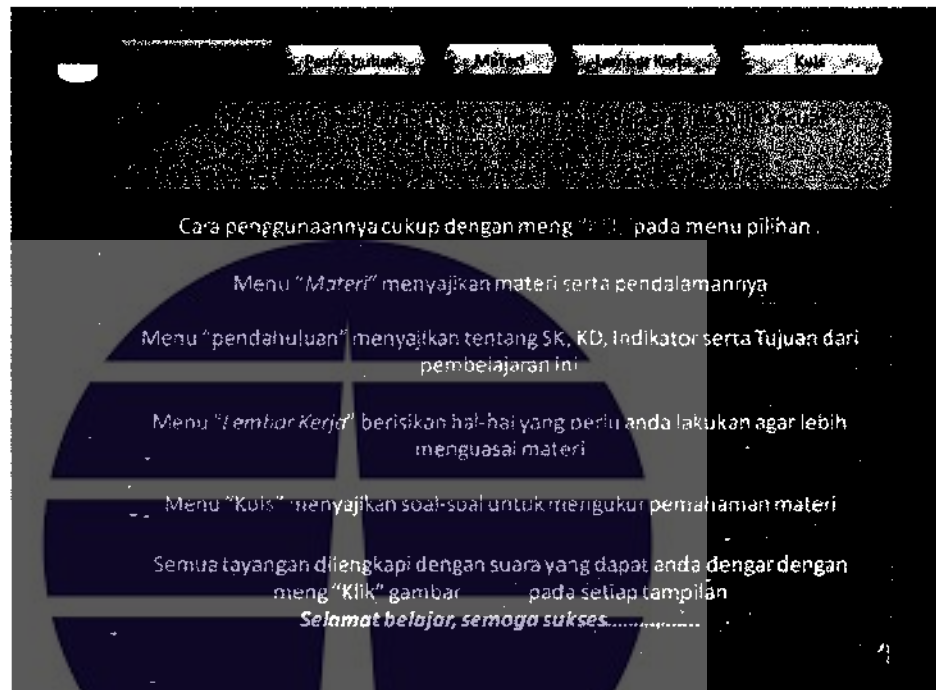 Pendahuluan Materi Lembar Kerja Kuis
sesuai
Cara penggunaannya cukup dengan meng pada menu pilihan .
Menu "Materi" menyajikan materi serta pendalamannya
Menu "pendahuluan" menyajikan tentang SK, KD, Indikator serta Tujuan dari
pembelajaran ini
Menu "Lembar Kerja" berisikan hal-hal yang perlu anda lakukan agar lebih
menguasai materi
Menu "Kuis" menyajikan soal-soal untuk mengukur pemahaman materi
Semua tayangan dilengkapi dengan suara yang dapat anda dengar dengan
meng "Klik" gambar pada setiap tampilan
Selamat belajar, semoga sukses...............